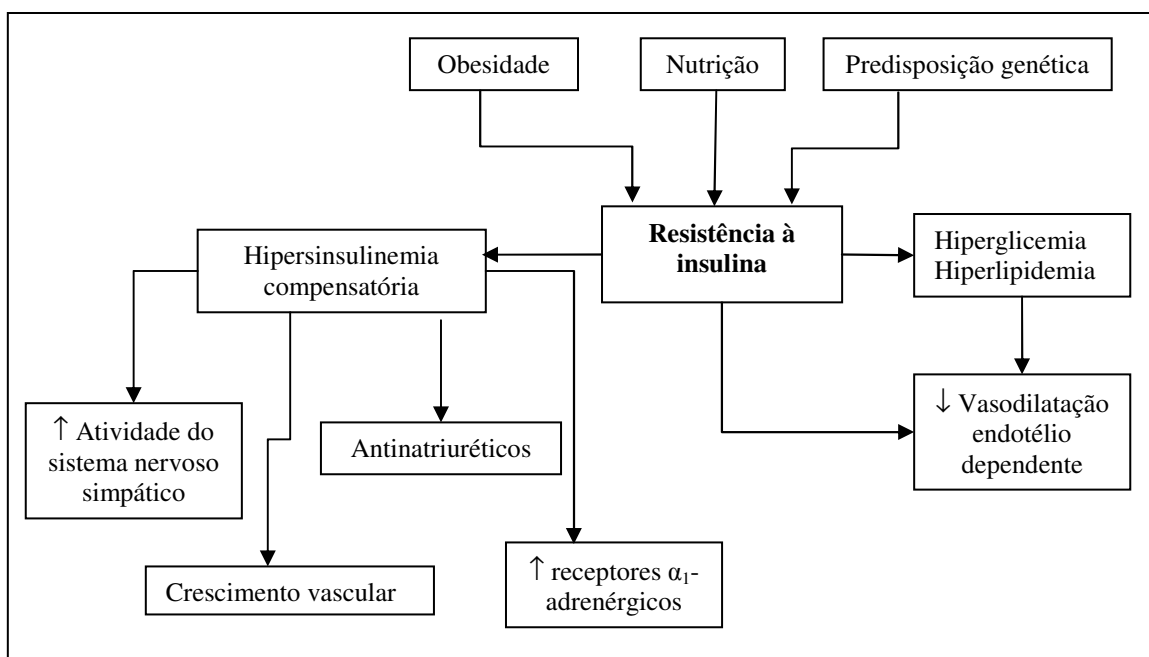 Obesidade
Nutrição
Predisposição genética
Resistência à
insulina
Hipersinsulinemia
compensatória
Hiperglicemia
Hiperlipidemia
↑ Atividade do
sistema nervoso
simpático
Antinatriuréticos
↓ Vasodilatação
endotélio
dependente
Crescimento vascular
↑ receptores α₁-
adrenérgicos